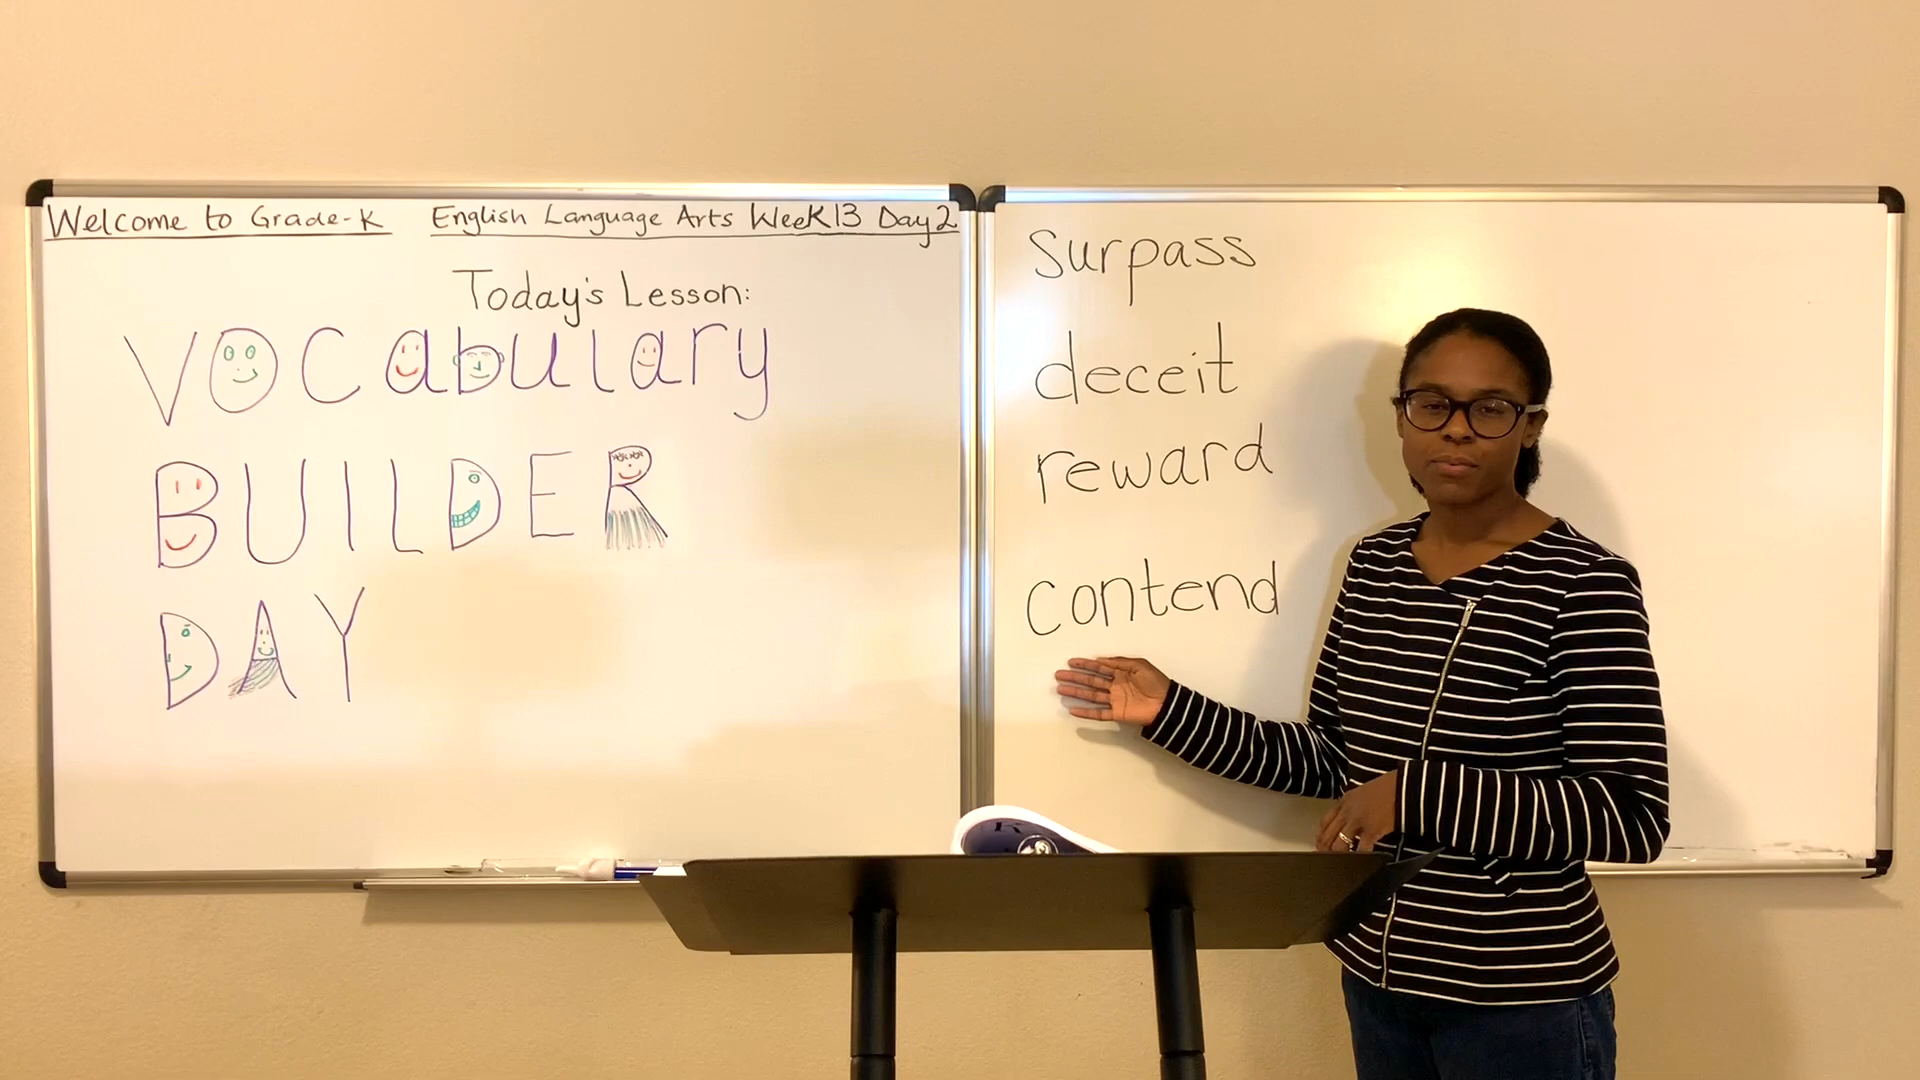 Welcome to Grade-K English Language Arts Week 13 Day 2
Today's Lesson:
Vocabulary
BUILDER
DAY
Surpass
deceit
reward
contend
K